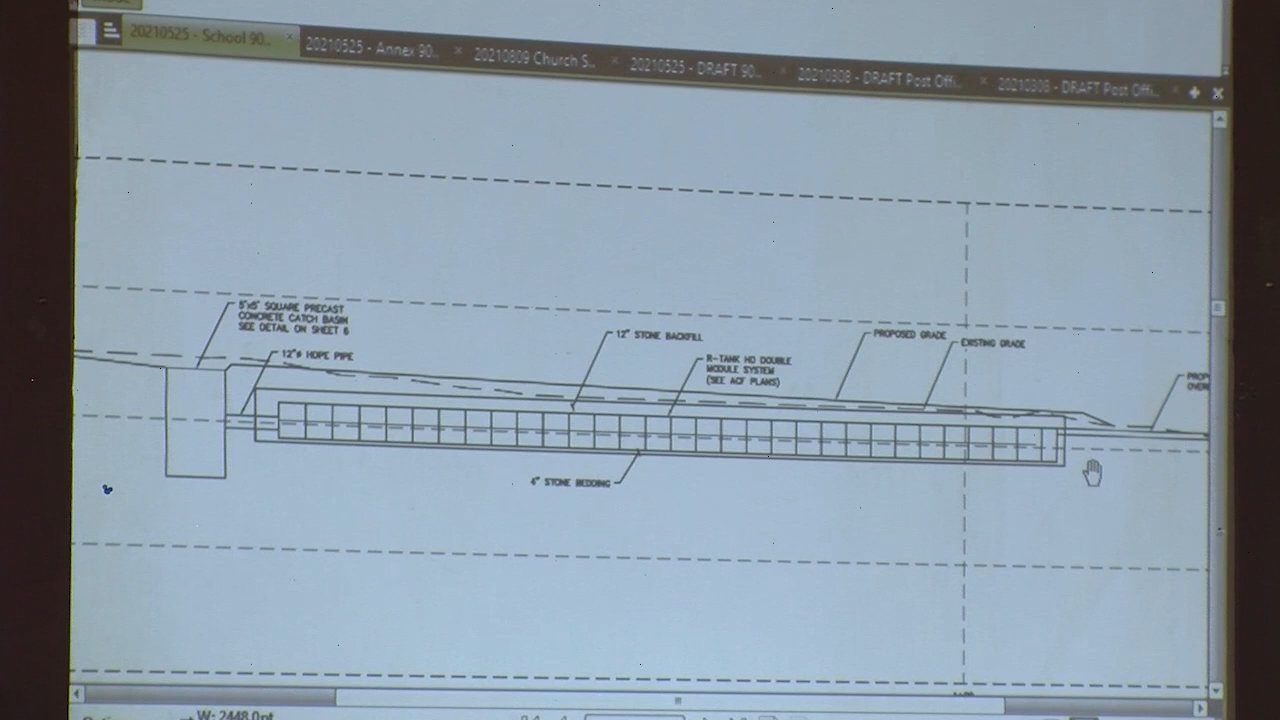 20210525 - School 90..
20210525 - Annex 90..
20210809 Church S..
20210525 - DRAFT 90..
20210308 - DRAFT Post Offi..
20210308 - DRAFT Post Offi..
5'x5' SQUARE PRECAST
CONCRETE CATCH BASIN
SEE DETAIL ON SHEET 6
12"ø HDPE PIPE
12" STONE BACKFILL
R-TANK HD DOUBLE
MODULE SYSTEM
(SEE ACF PLANS)
PROPOSED GRADE
EXISTING GRADE
4" STONE BEDDING
W: 2448.0pt